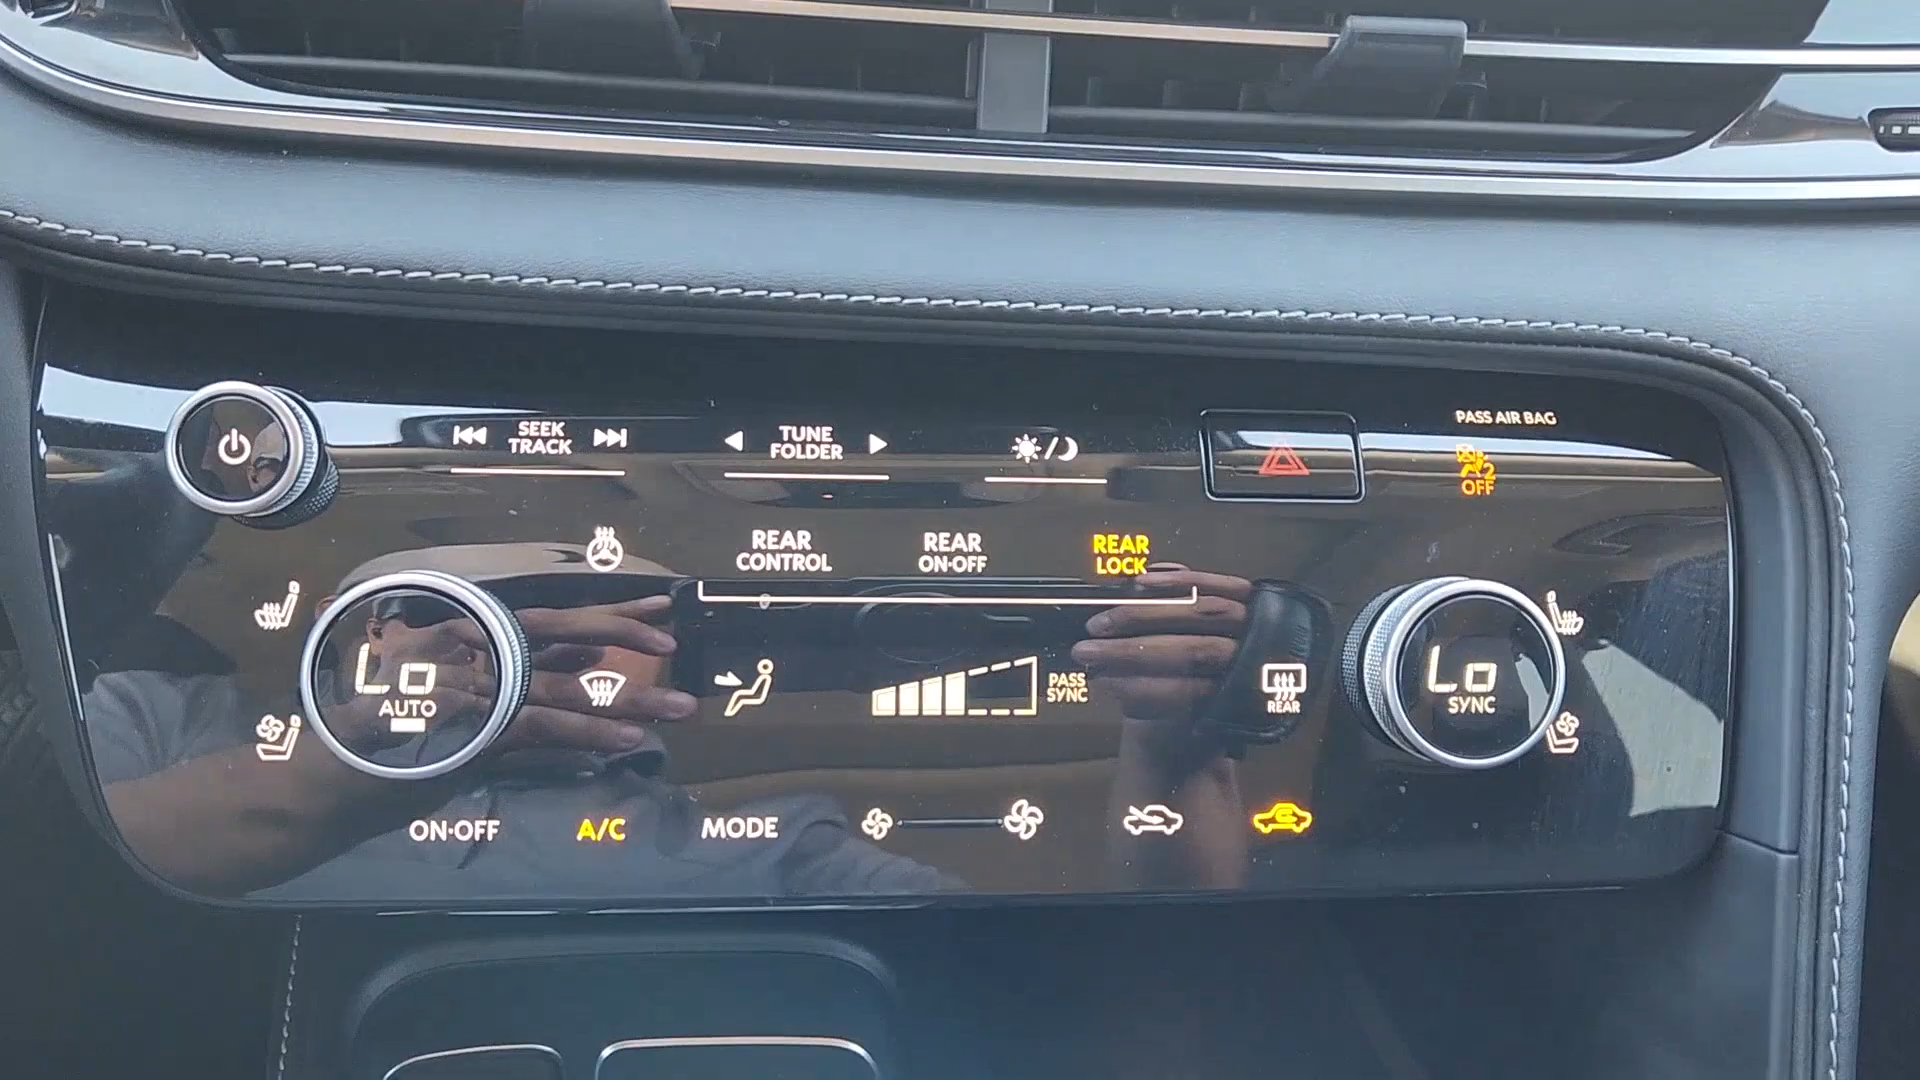 SEEK
TRACK
TUNE
FOLDER
PASS AIR BAG
2
OFF
REAR
CONTROL
REAR
ON·OFF
REAR
LOCK
Lo
AUTO
PASS
SYNC
REAR
Lo
SYNC
ON·OFF
A/C
MODE